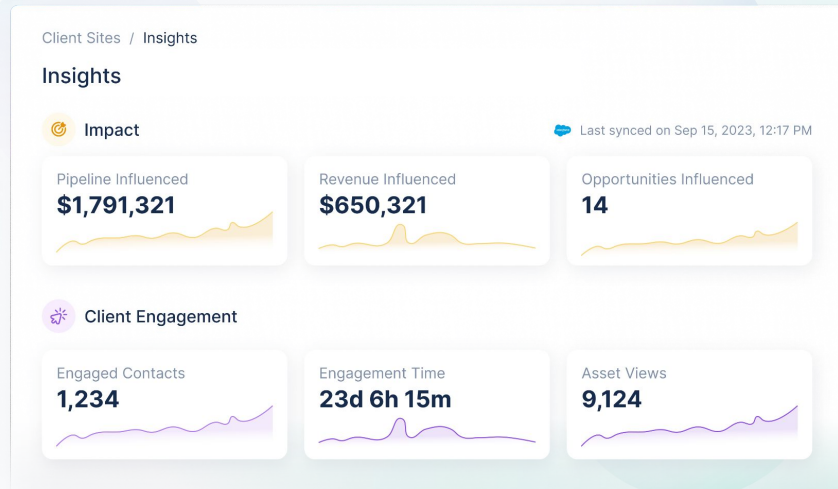 Client Sites / Insights
Insights
Impact
Last synced on Sep 15, 2023, 12:17 PM
Pipeline Influenced
$1,791,321
Revenue Influenced
$650,321
Opportunities Influenced
14
Client Engagement
Engaged Contacts
1,234
Engagement Time
23d 6h 15m
Asset Views
9,124